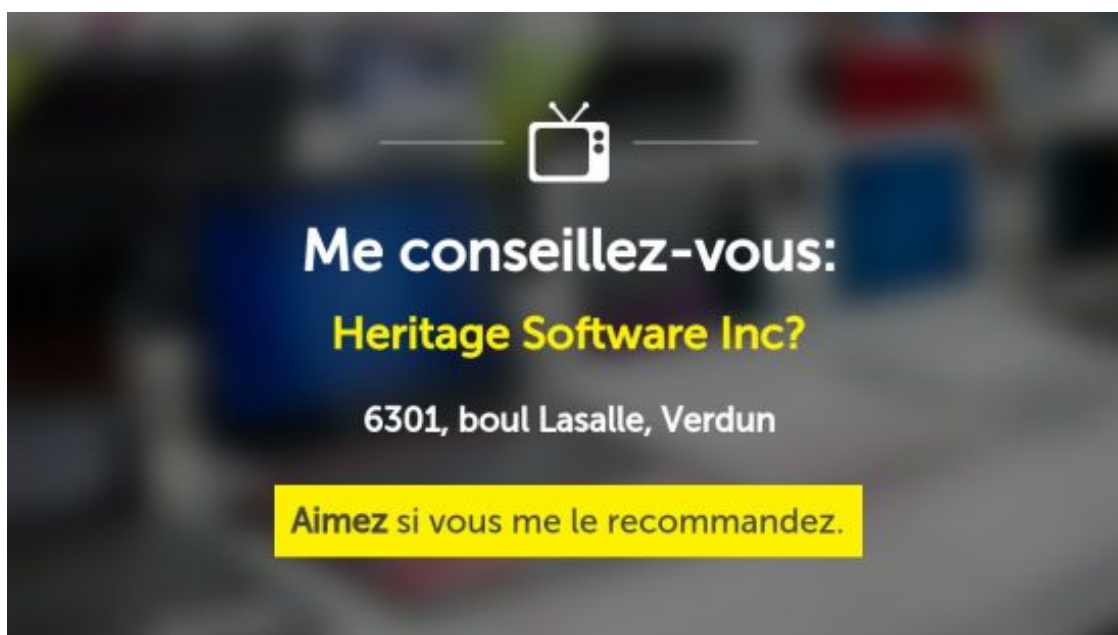 Me conseillez-vous:
Heritage Software Inc?
6301, boul Lasalle, Verdun
Aimez si vous me le recommandez.